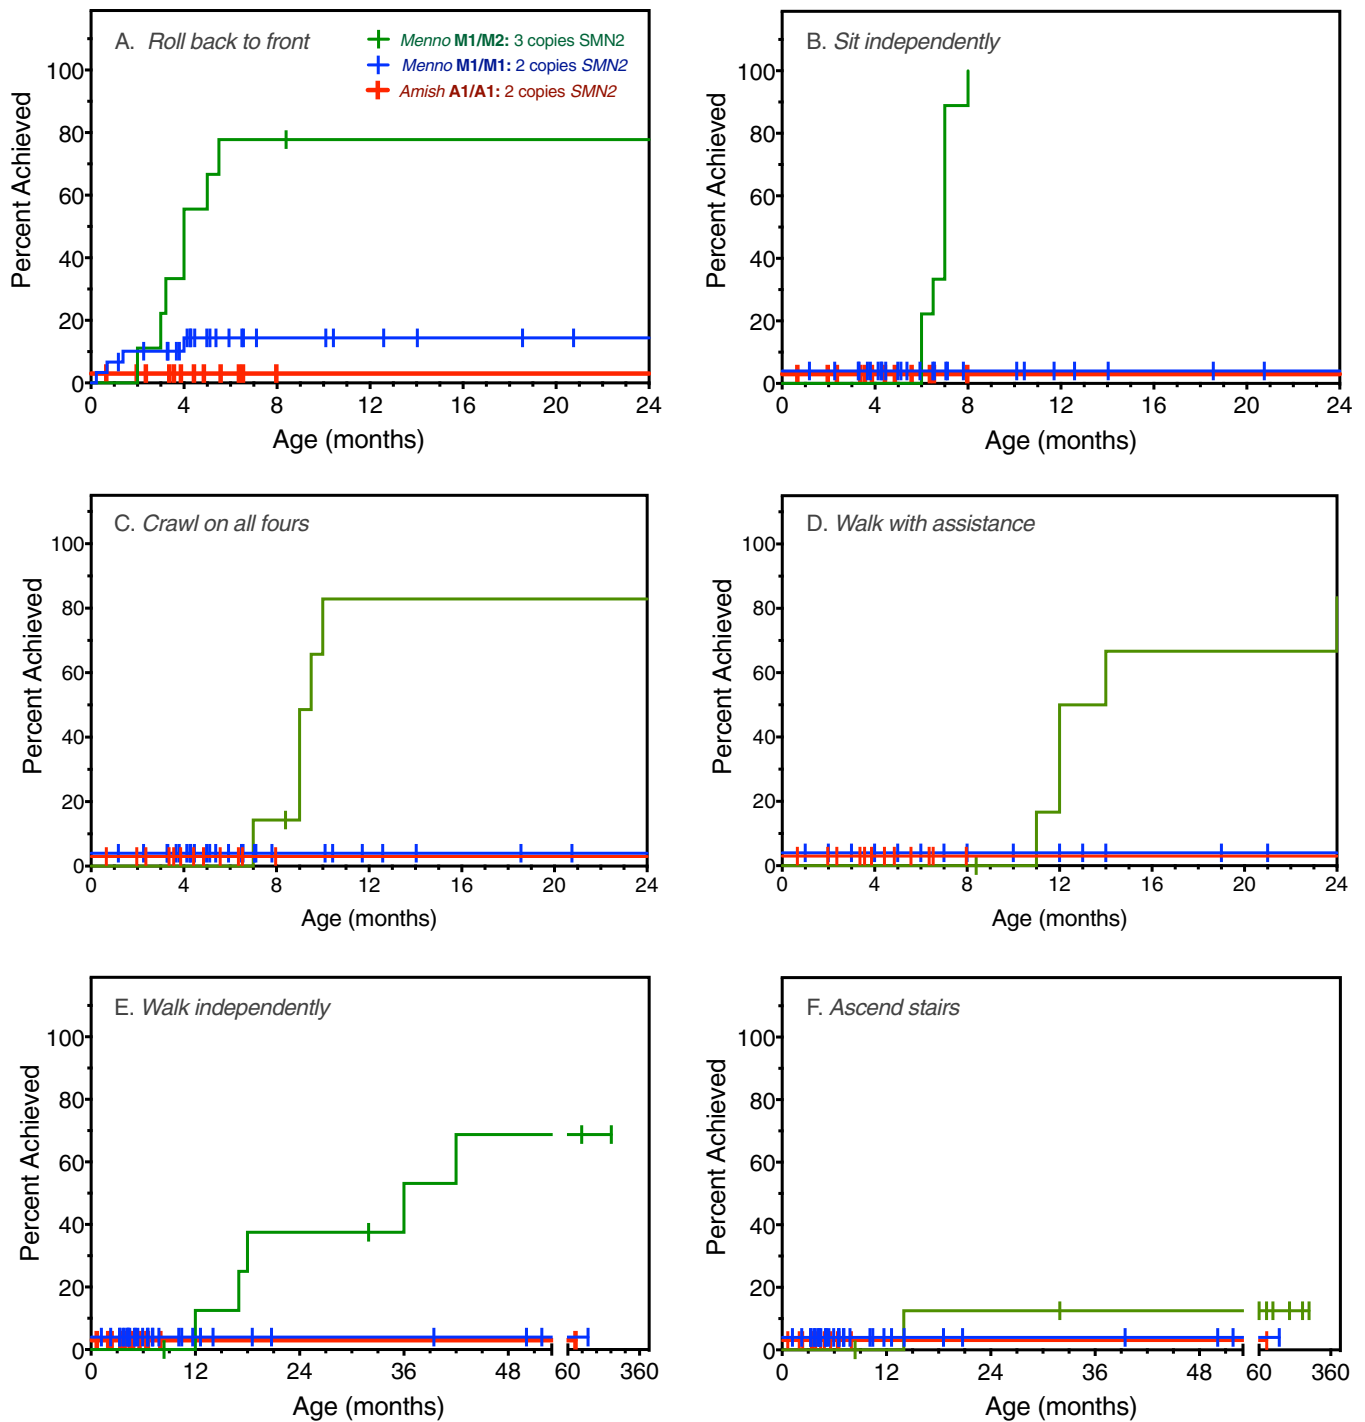 A. Roll back to front
Menno M1/M2: 3 copies SMN2
Menno M1/M1: 2 copies SMN2
Amish A1/A1: 2 copies SMN2
Percent Achieved
100
80
60
40
20
0
0 4 8 12 16 20 24
Age (months)
B. Sit independently
Percent Achieved
100
80
60
40
20
0
0 4 8 12 16 20 24
Age (months)
C. Crawl on all fours
Percent Achieved
100
80
60
40
20
0
0 4 8 12 16 20 24
Age (months)
D. Walk with assistance
Percent Achieved
100
80
60
40
20
0
0 4 8 12 16 20 24
Age (months)
E. Walk independently
Percent Achieved
100
80
60
40
20
0
0 12 24 36 48 60 360
Age (months)
F. Ascend stairs
Percent Achieved
100
80
60
40
20
0
0 12 24 36 48 60 360
Age (months)